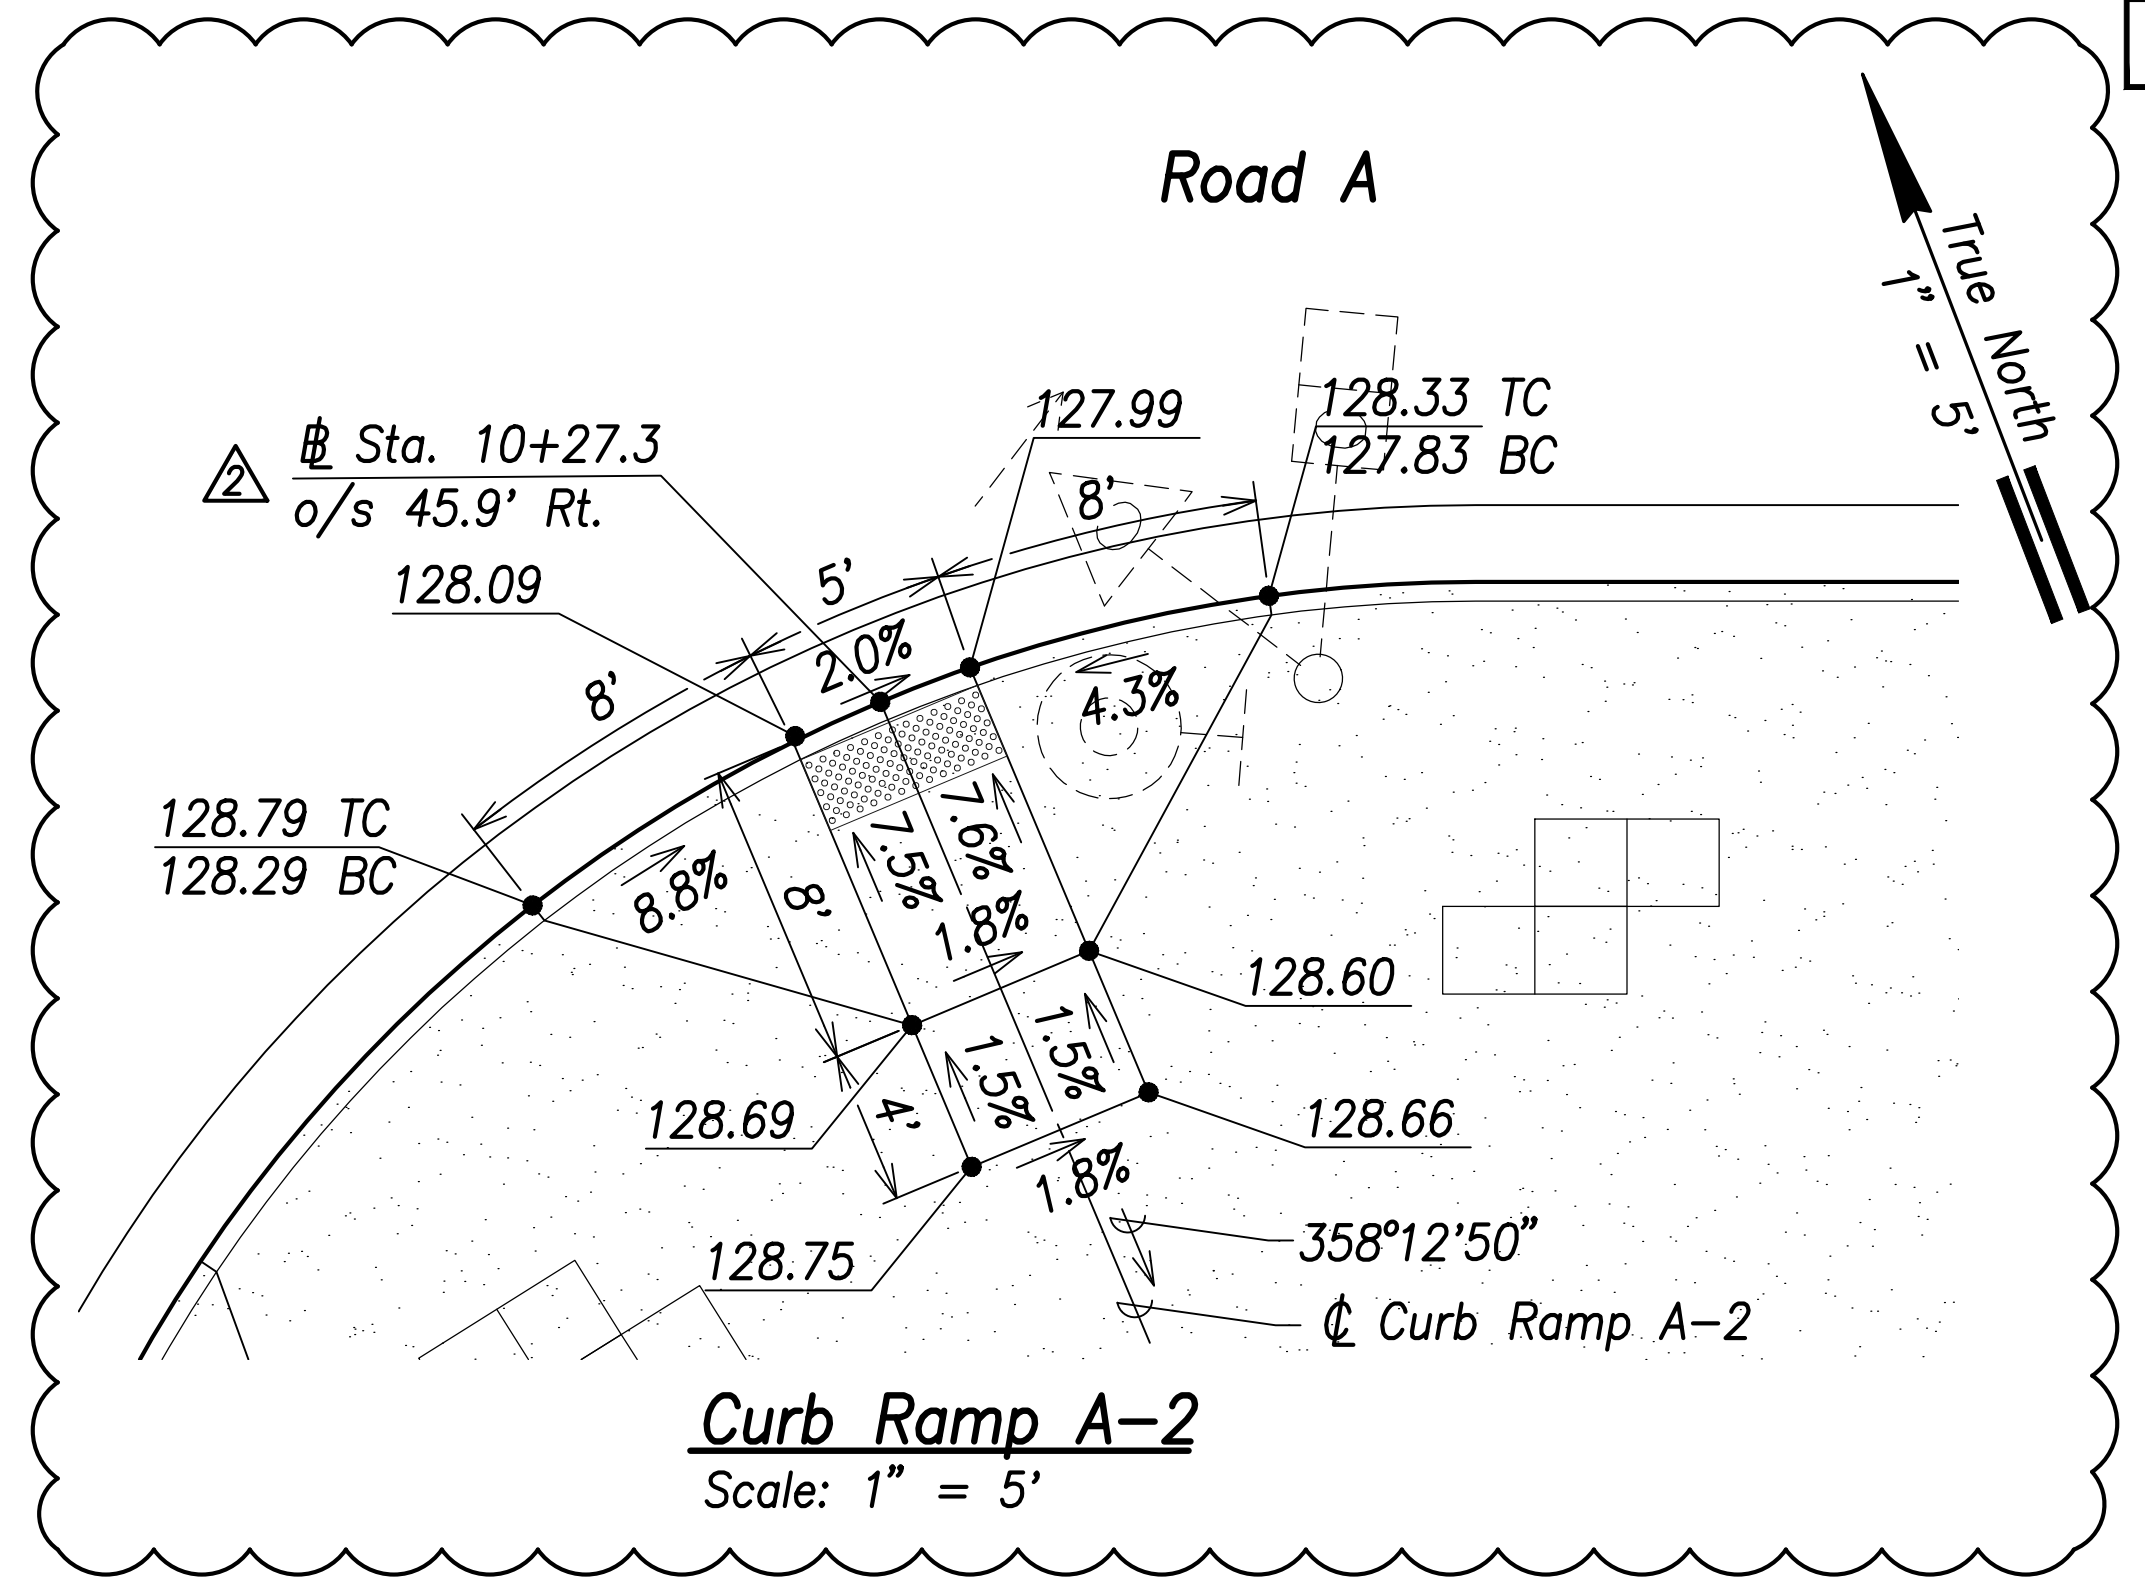 Road A
True North
1" = 5'
127.99
128.33 TC
127.83 BC
2
℄ Sta. 10+27.3
o/s 45.9' Rt.
8'
128.09
5'
2.0%
8'
4.3%
128.79 TC
128.29 BC
8.8%
8'
7.5%
7.6%
1.8%
128.60
1.5%
1.5%
128.69
4'
128.66
1.8%
128.75
358°12'50"
℄ Curb Ramp A-2
Curb Ramp A-2
Scale: 1" = 5'